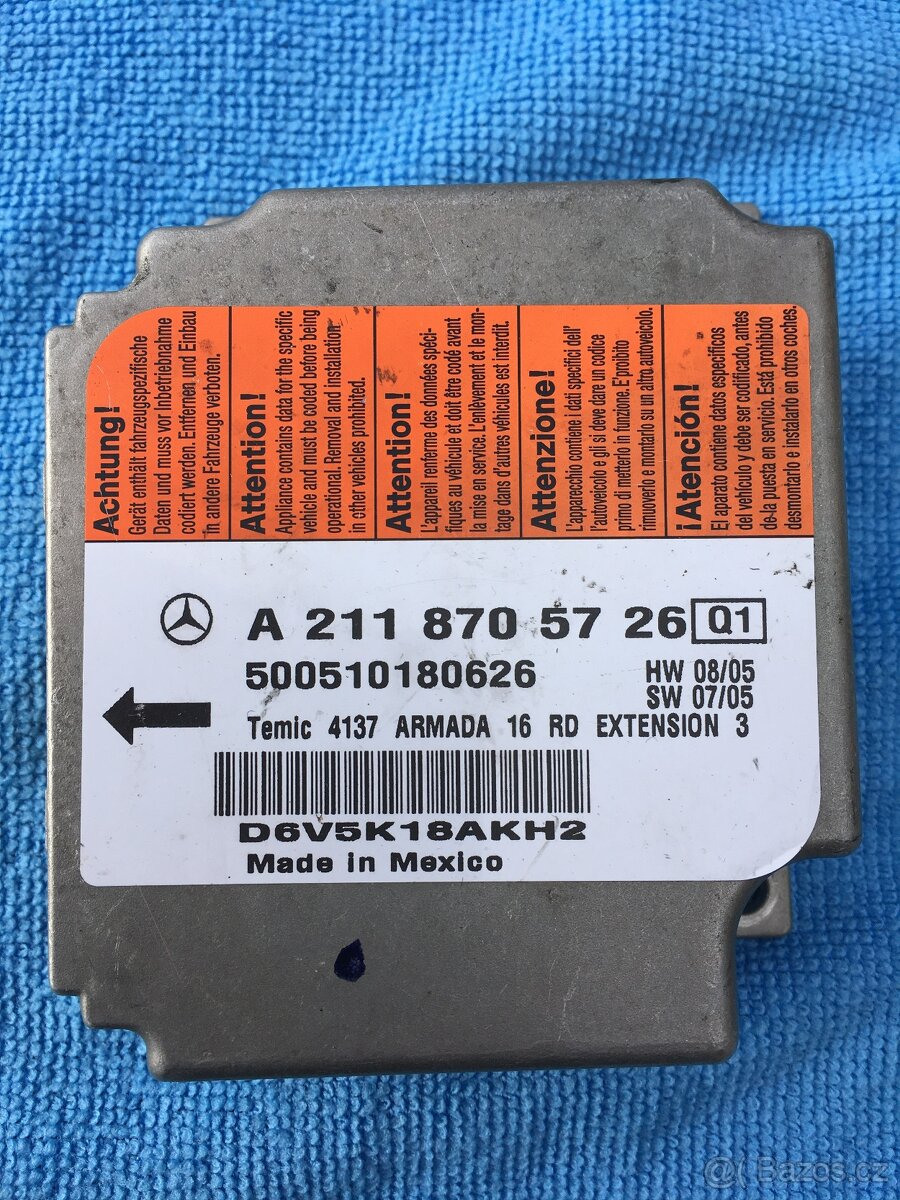 Achtung!
Gerät enthält fahrzeugspezifische
Daten und muss vor Inbetriebnahme
codiert werden. Entfernen und Einbau
in andere Fahrzeuge verboten.
Attention!
Appliance contains data for the specific
vehicle and must be coded before being
operational. Removal and installation
in other vehicles prohibited.
Attention!
L'appareil renferme des données spéci-
fiques au véhicule et doit être codé avant
la mise en service. L'enlèvement et le mon-
tage dans d'autres véhicules est interdit.
Attenzione!
L'apparecchio contiene i dati specifici dell'
l'autoveicolo e gli si deve dare un codice
primo di metterlo in funzione. E'proibito
rimuoverlo e montarlo su un altro autoveicolo.
¡Atención!
El aparato contiene datos específicos
del vehiculo y debe ser codificado, antes
de la puesta en servicio. Está prohibido
desmontarlo e instalarlo en otros coches.
A 211 870 57 26 Q1
500510180626
HW 08/05
SW 07/05
Temic 4137 ARMADA 16 RD EXTENSION 3
D6V5K18AKH2
Made in Mexico
@ Bazos.cz